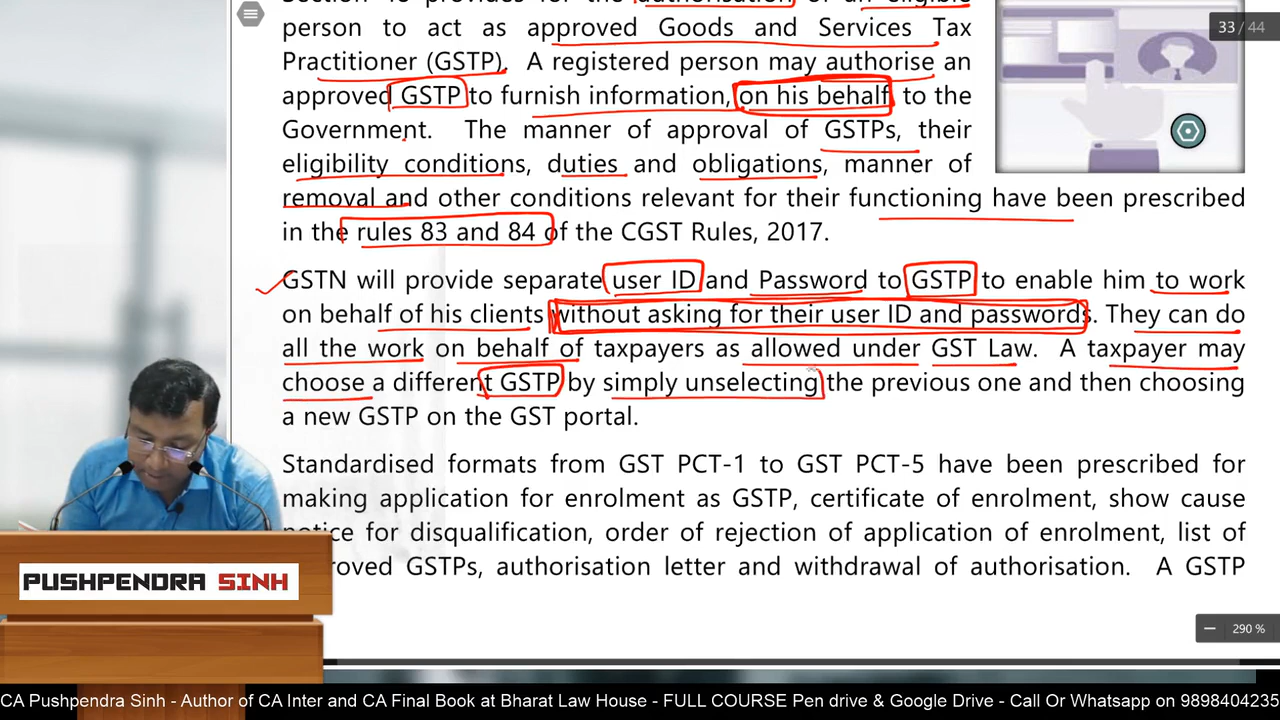 person to act as approved Goods and Services Tax
Practitioner (GSTP). A registered person may authorise an
approved GSTP to furnish information, on his behalf to the
Government. The manner of approval of GSTPs, their
eligibility conditions, duties and obligations, manner of
removal and other conditions relevant for their functioning have been prescribed
in the rules 83 and 84 of the CGST Rules, 2017.
GSTN will provide separate user ID and Password to GSTP to enable him to work
on behalf of his clients without asking for their user ID and passwords. They can do
all the work on behalf of taxpayers as allowed under GST Law. A taxpayer may
choose a different GSTP by simply unselecting the previous one and then choosing
a new GSTP on the GST portal.
Standardised formats from GST PCT-1 to GST PCT-5 have been prescribed for
making application for enrolment as GSTP, certificate of enrolment, show cause
for disqualification, order of rejection of application of enrolment, list of
GSTPs, authorisation letter and withdrawal of authorisation. A GSTP
33 / 44
290 %
PUSHPENDRA SINH
CA Pushpendra Sinh - Author of CA Inter and CA Final Book at Bharat Law House - FULL COURSE Pen drive & Google Drive - Call Or Whatsapp on 9898404235